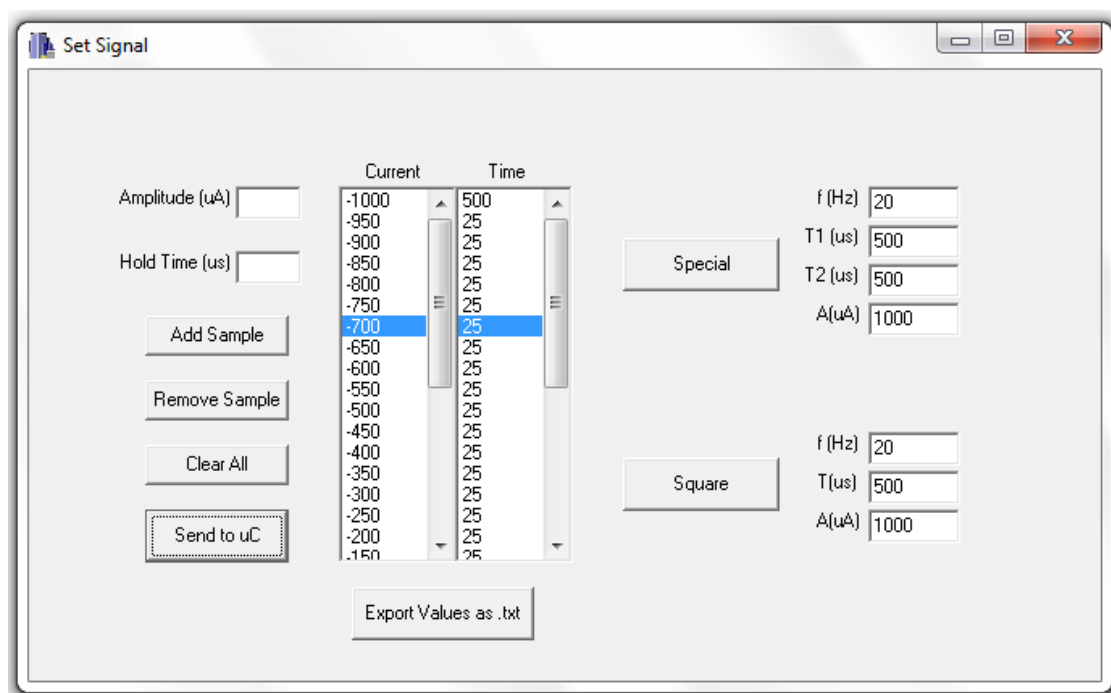 Set Signal
Current Time
Amplitude (uA)
Hold Time (us)
Add Sample
Remove Sample
Clear All
Send to uC
-1000 500
-950 25
-900 25
-850 25
-800 25
-750 25
-700 25
-650 25
-600 25
-550 25
-500 25
-450 25
-400 25
-350 25
-300 25
-250 25
-200 25
-150 25
Export Values as .txt
Special
f (Hz) 20
T1 (us) 500
T2 (us) 500
A(uA) 1000
Square
f (Hz) 20
T(us) 500
A(uA) 1000